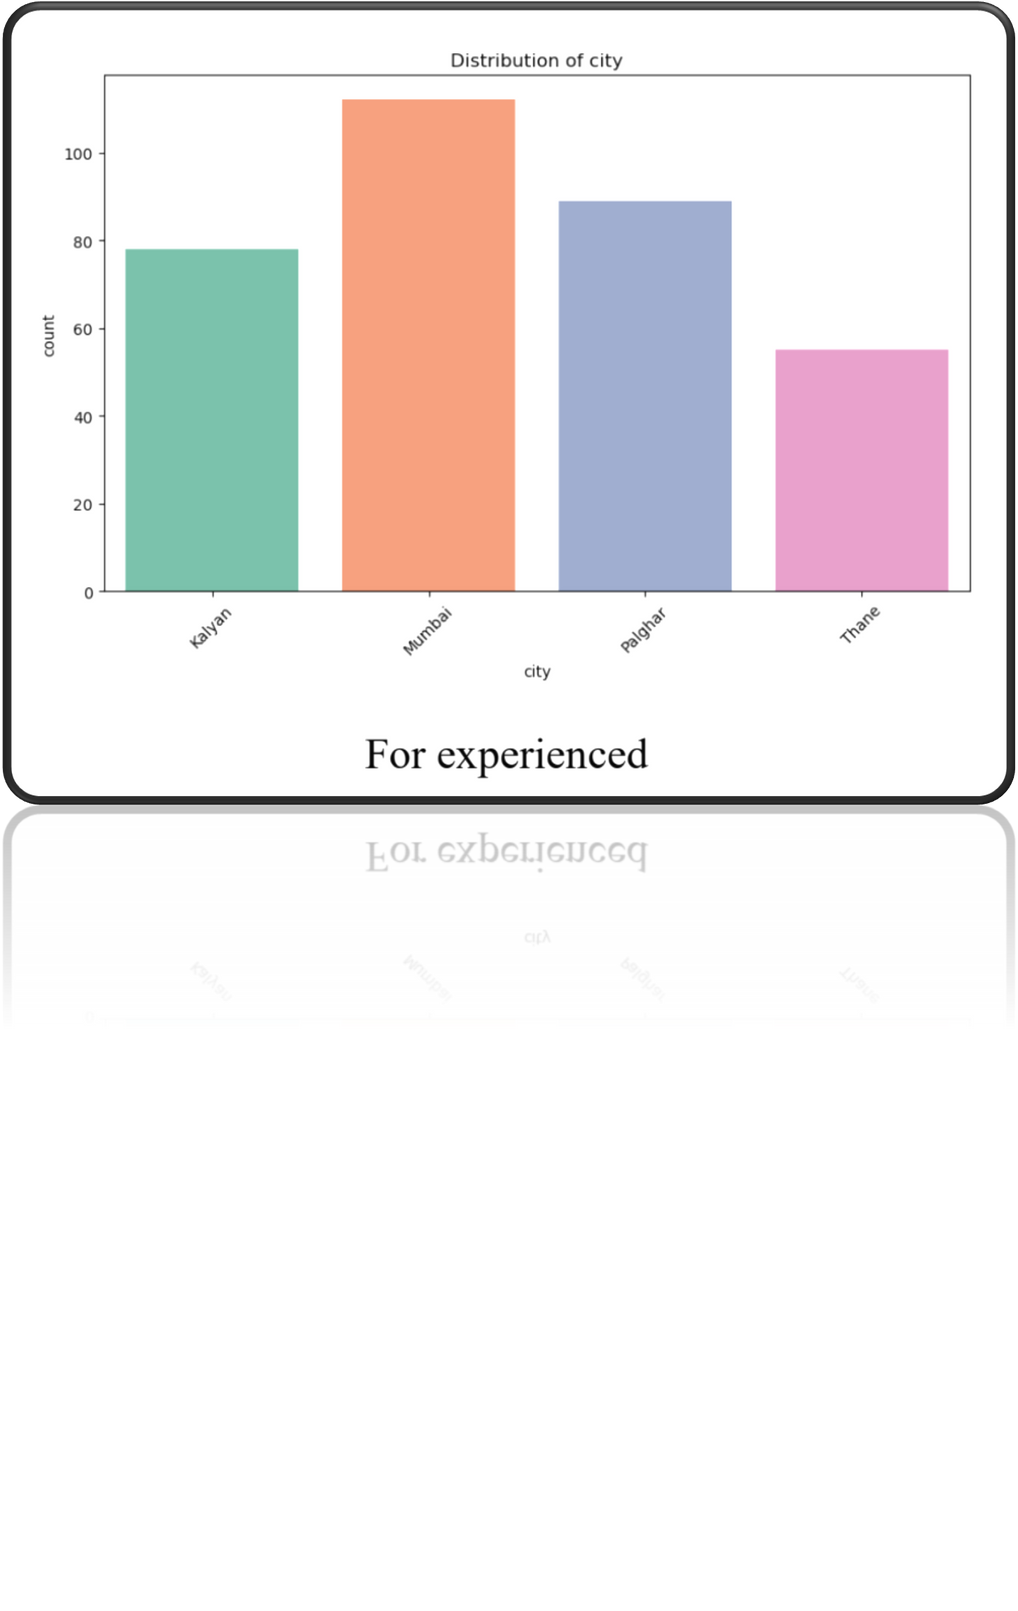 Distribution of city
100
80
60
40
20
0
count
Kalyan
Mumbai
Palghar
Thane
city
For experienced